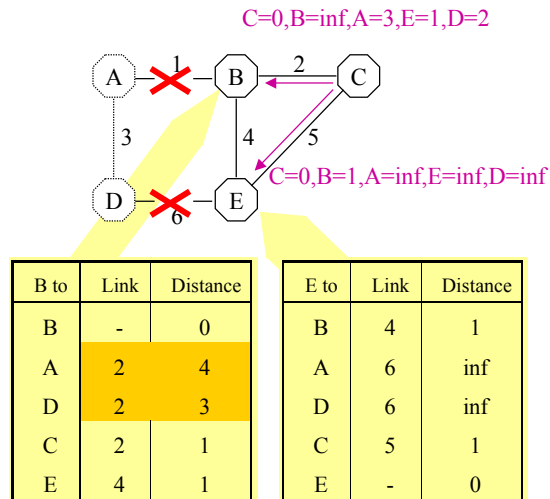 C=0,B=inf,A=3,E=1,D=2
1
2
A
B
C
3
4
5
C=0,B=1,A=inf,E=inf,D=inf
D
E
6
B to Link Distance
B - 0
A 2 4
D 2 3
C 2 1
E 4 1
E to Link Distance
B 4 1
A 6 inf
D 6 inf
C 5 1
E - 0